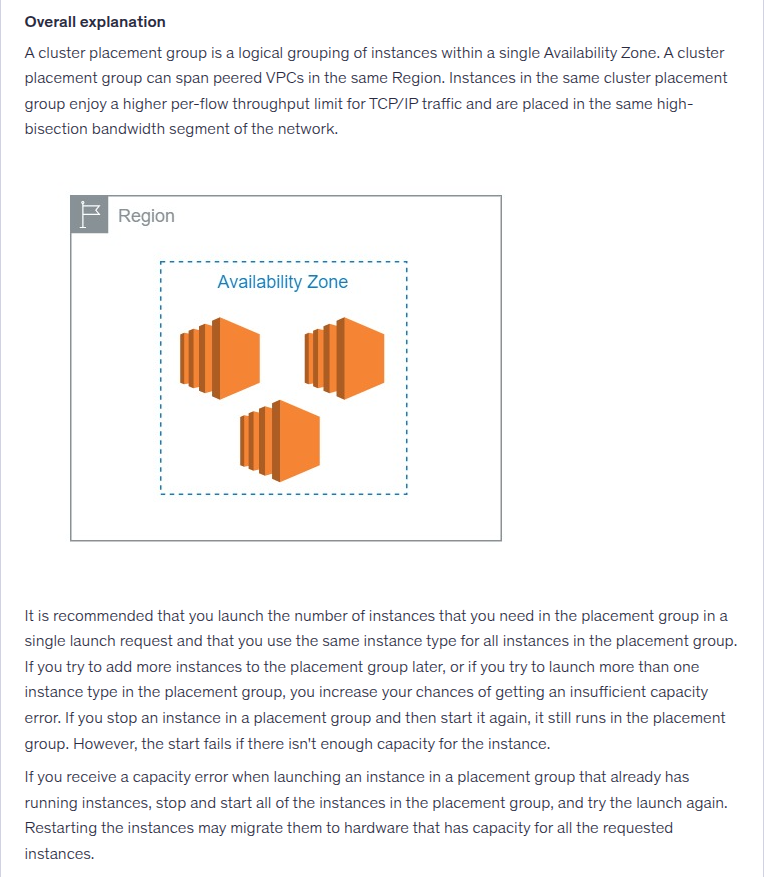 Overall explanation
A cluster placement group is a logical grouping of instances within a single Availability Zone. A cluster
placement group can span peered VPCs in the same Region. Instances in the same cluster placement
group enjoy a higher per-flow throughput limit for TCP/IP traffic and are placed in the same high-
bisection bandwidth segment of the network.
Region
Availability Zone
It is recommended that you launch the number of instances that you need in the placement group in a
single launch request and that you use the same instance type for all instances in the placement group.
If you try to add more instances to the placement group later, or if you try to launch more than one
instance type in the placement group, you increase your chances of getting an insufficient capacity
error. If you stop an instance in a placement group and then start it again, it still runs in the placement
group. However, the start fails if there isn't enough capacity for the instance.
If you receive a capacity error when launching an instance in a placement group that already has
running instances, stop and start all of the instances in the placement group, and try the launch again.
Restarting the instances may migrate them to hardware that has capacity for all the requested
instances.